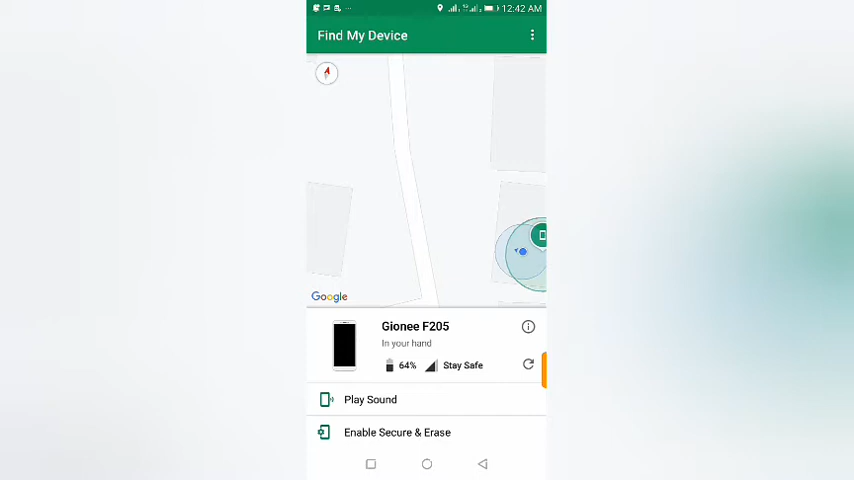 12:42 AM
Find My Device
Google
Gionee F205
In your hand
64% Stay Safe
Play Sound
Enable Secure & Erase